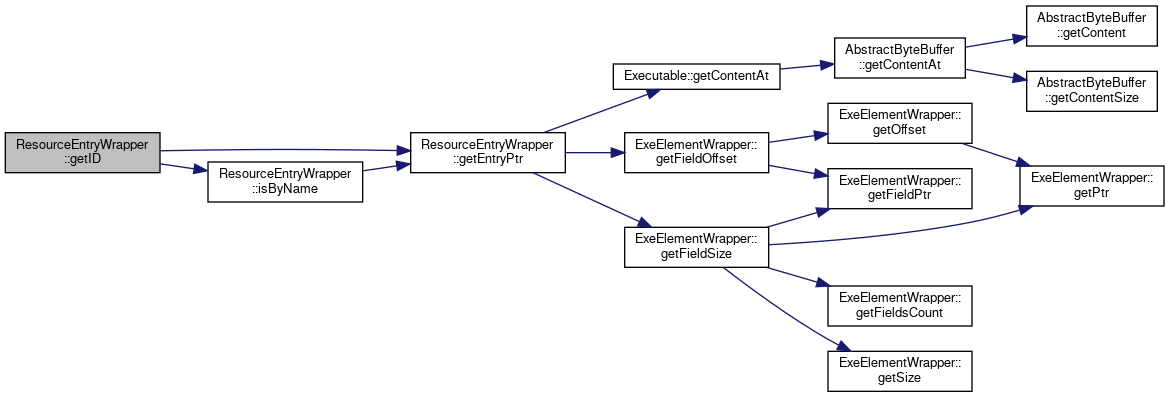 ResourceEntryWrapper
::getID
ResourceEntryWrapper
::isByName
ResourceEntryWrapper
::getEntryPtr
Executable::getContentAt
AbstractByteBuffer
::getContentAt
AbstractByteBuffer
::getContent
AbstractByteBuffer
::getContentSize
ExeElementWrapper::
getFieldOffset
ExeElementWrapper::
getOffset
ExeElementWrapper::
getFieldPtr
ExeElementWrapper::
getPtr
ExeElementWrapper::
getFieldSize
ExeElementWrapper::
getFieldsCount
ExeElementWrapper::
getSize